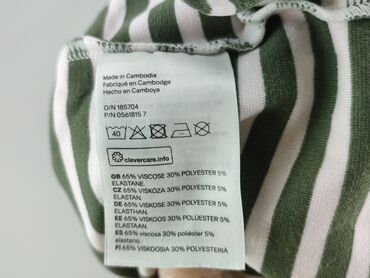 Made in Cambodia
Fabriqué en Cambodge
Hecho en Camboya
O/N 185704
P/N 0561815 7
40
clevercare.info
GB 65% VISCOSE 30% POLYESTER 5%
ELASTANE.
CZ 65% VISKÓZA 30% POLYESTER 5%
ELASTAN.
DE 65% VISKOSE 30% POLYESTER 5%
ELASTHAN.
EE 65% VISKOOS 30% POLÜESTER 5%
ELASTAAN.
ES 65% viscosa 30% poliéster 5%
elastano.
FI 65% VISKOOSIA 30% POLYESTERIÄ